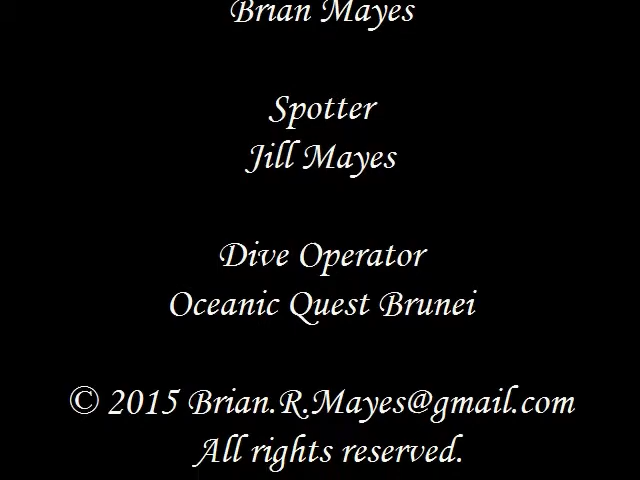 Brian Mayes
Spotter
Jill Mayes
Dive Operator
Oceanic Quest Brunei
© 2015 Brian.R.Mayes@gmail.com
All rights reserved.